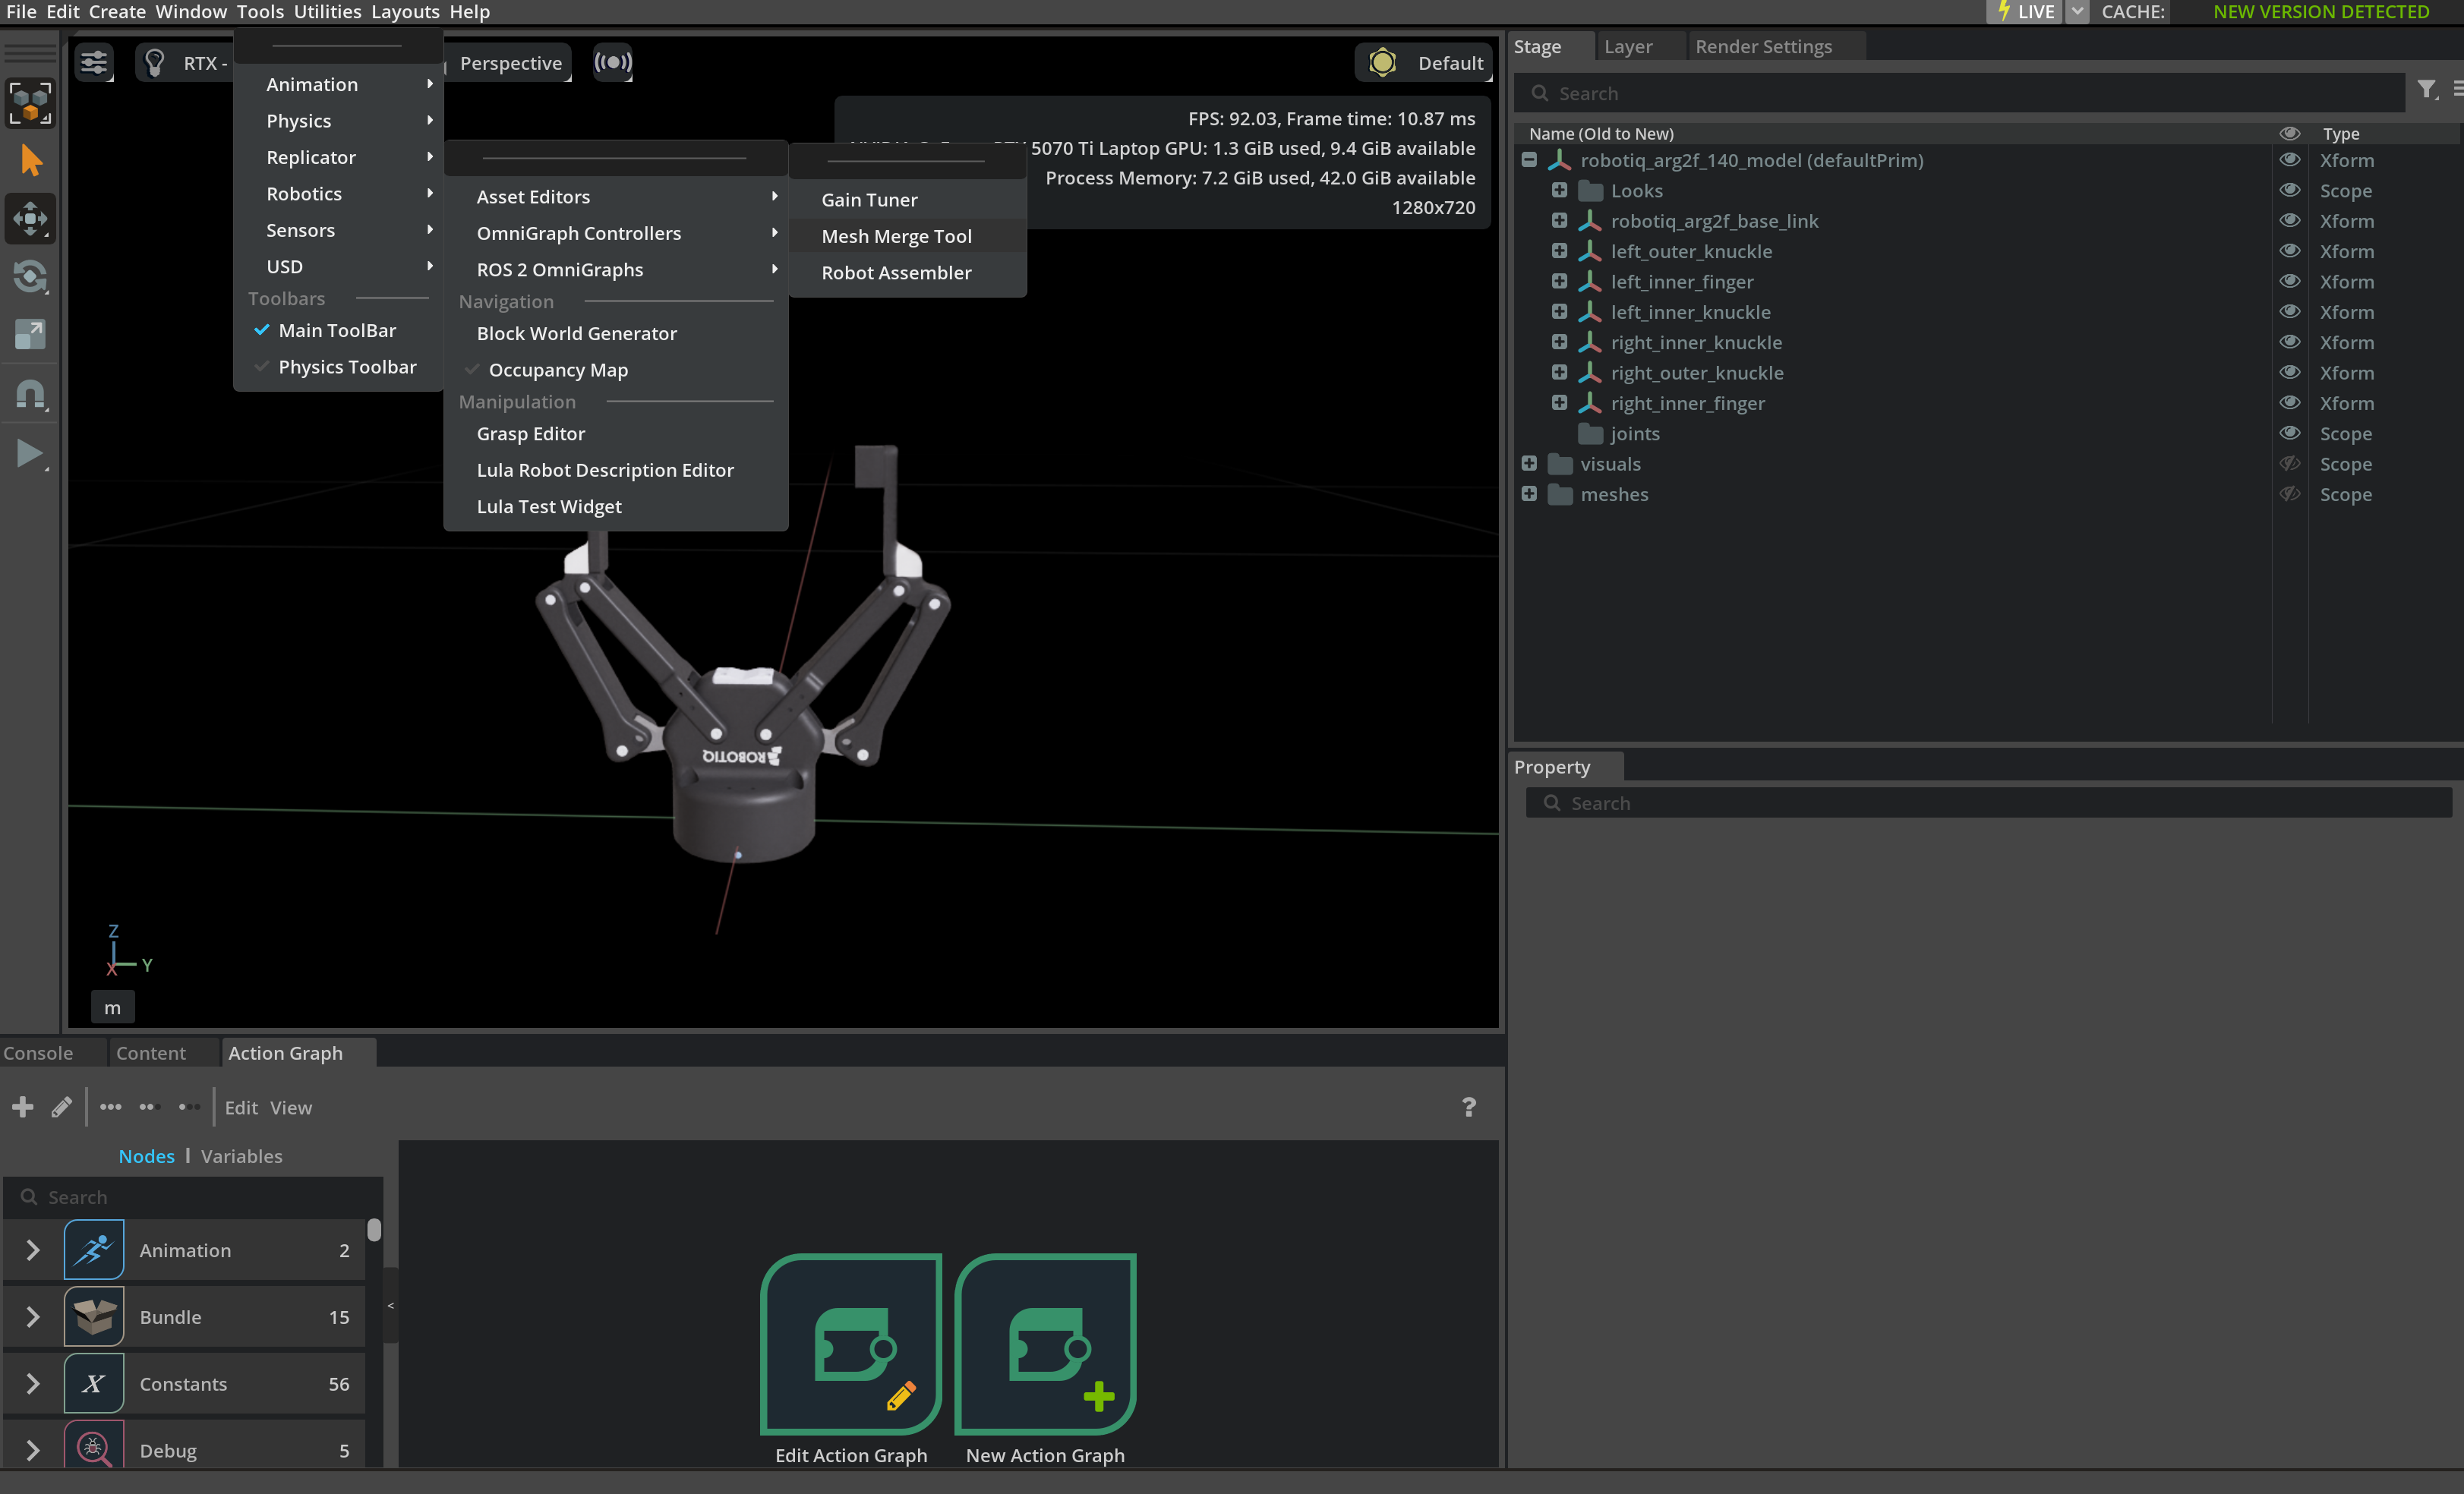 File Edit Create Window Tools Utilities Layouts Help
LIVE CACHE: NEW VERSION DETECTED
RTX -
Perspective
Default
Animation
Physics
Replicator
Robotics
Sensors
USD
Toolbars
Main ToolBar
Physics Toolbar
Asset Editors
OmniGraph Controllers
ROS 2 OmniGraphs
Navigation
Block World Generator
Occupancy Map
Manipulation
Grasp Editor
Lula Robot Description Editor
Lula Test Widget
Gain Tuner
Mesh Merge Tool
Robot Assembler
FPS: 92.03, Frame time: 10.87 ms
5070 Ti Laptop GPU: 1.3 GiB used, 9.4 GiB available
Process Memory: 7.2 GiB used, 42.0 GiB available
1280x720
ROBOTIQ
Z
X Y
m
Stage Layer Render Settings
Search
Name (Old to New) Type
robotiq_arg2f_140_model (defaultPrim) Xform
Looks Scope
robotiq_arg2f_base_link Xform
left_outer_knuckle Xform
left_inner_finger Xform
left_inner_knuckle Xform
right_inner_knuckle Xform
right_outer_knuckle Xform
right_inner_finger Xform
joints Scope
visuals Scope
meshes Scope
Property
Search
Console Content Action Graph
Edit View ?
Nodes | Variables
Search
Animation 2
Bundle 15
X Constants 56
Debug 5
<
Edit Action Graph New Action Graph